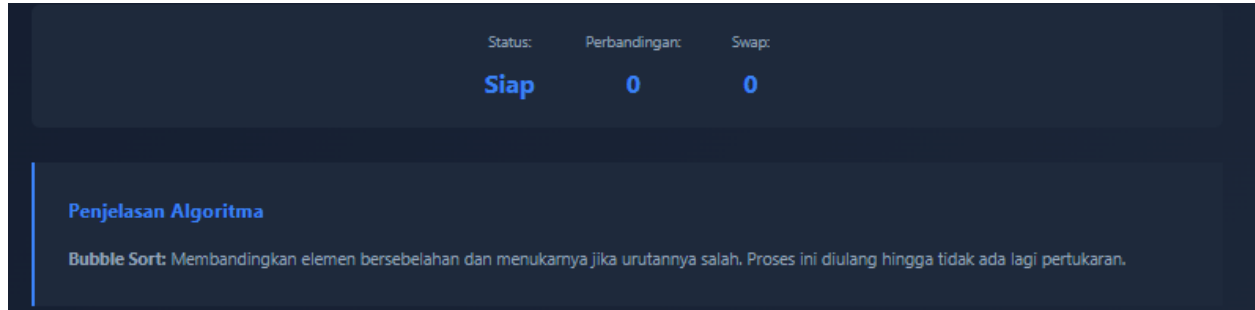 Status: Perbandingan: Swap:
Siap 0 0
Penjelasan Algoritma
Bubble Sort: Membandingkan elemen bersebelahan dan menukarnya jika urutannya salah. Proses ini diulang hingga tidak ada lagi pertukaran.